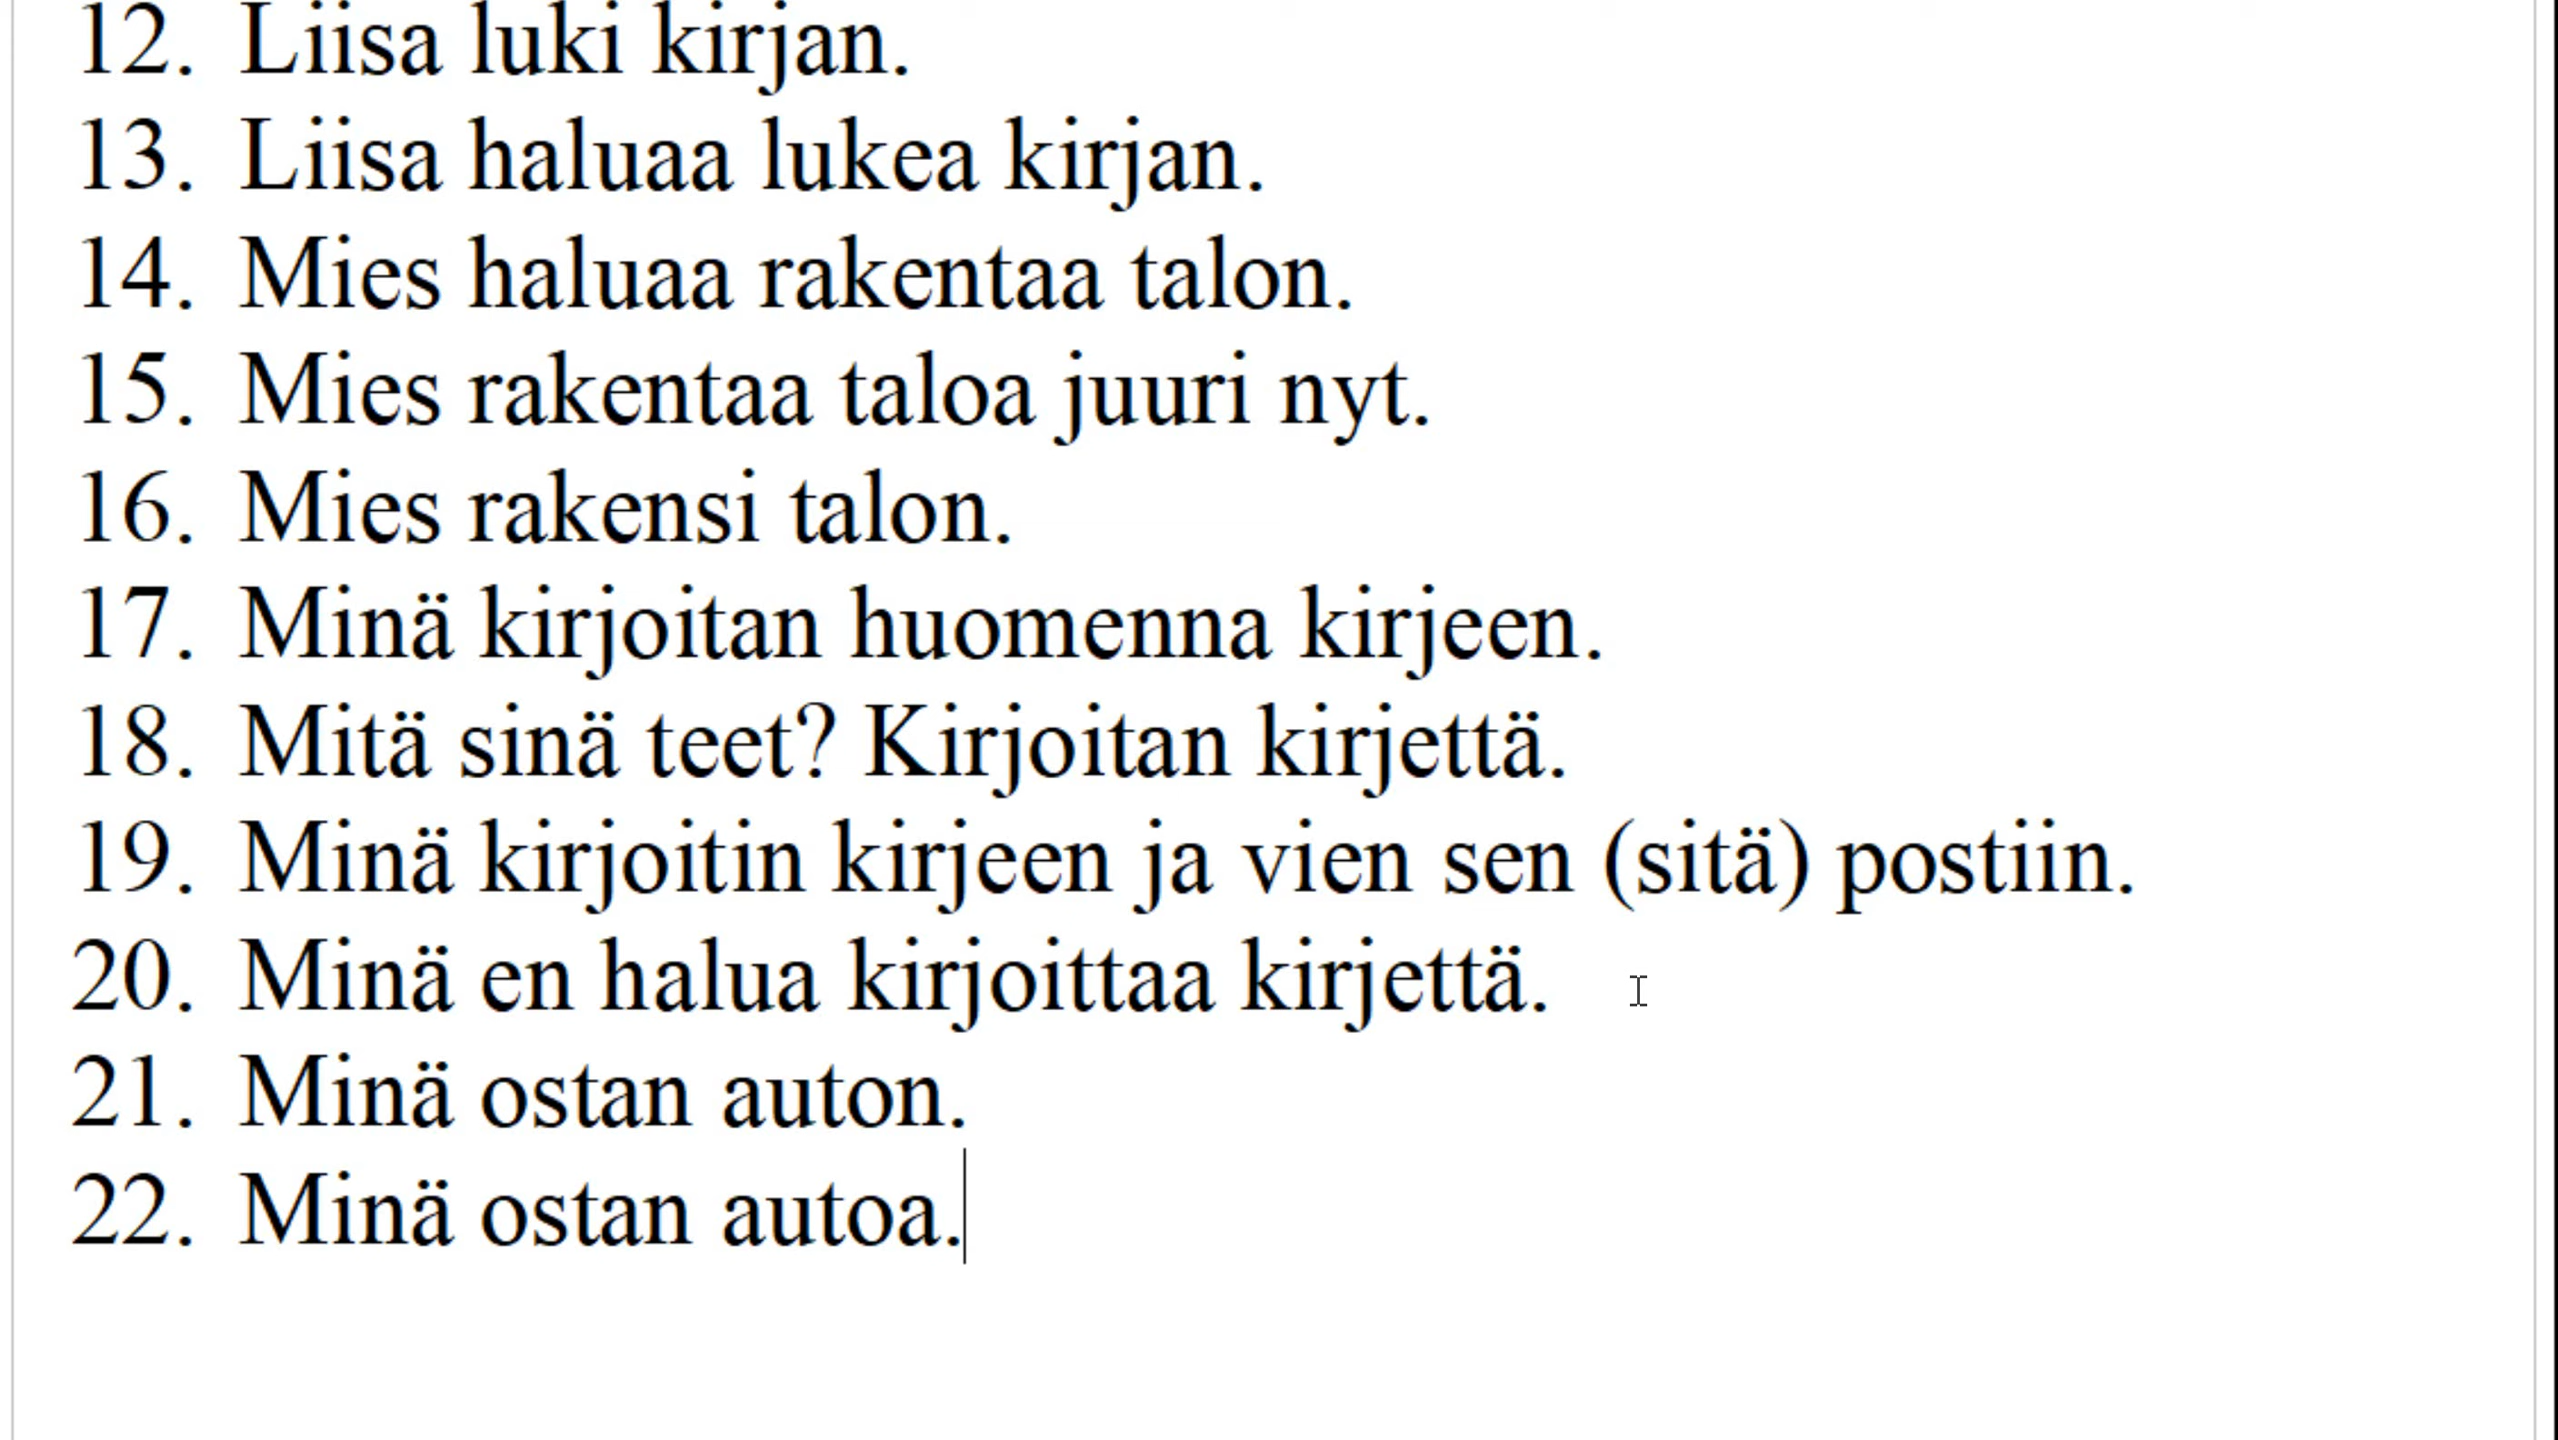 12. Liisa luki kirjan.
13. Liisa haluaa lukea kirjan.
14. Mies haluaa rakentaa talon.
15. Mies rakentaa taloa juuri nyt.
16. Mies rakensi talon.
17. Minä kirjoitan huomenna kirjeen.
18. Mitä sinä teet? Kirjoitan kirjettä.
19. Minä kirjoitin kirjeen ja vien sen (sitä) postiin.
20. Minä en halua kirjoittaa kirjettä.
21. Minä ostan auton.
22. Minä ostan autoa.